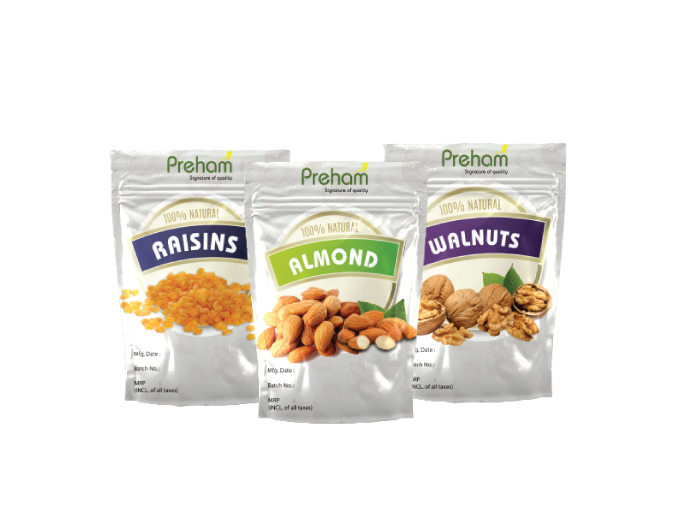 Preham
Signature of quality
100% NATURAL
RAISINS
Mfg. Date :
Batch No. :
MRP
(INCL. of all taxes)
Preham
Signature of quality
100% NATURAL
ALMOND
Mfg. Date :
Batch No. :
MRP :
(INCL. of all taxes)
Preham
Signature of quality
100% NATURAL
WALNUTS
g. Date :
tch No. :
MRP
(INCL. of all taxes)